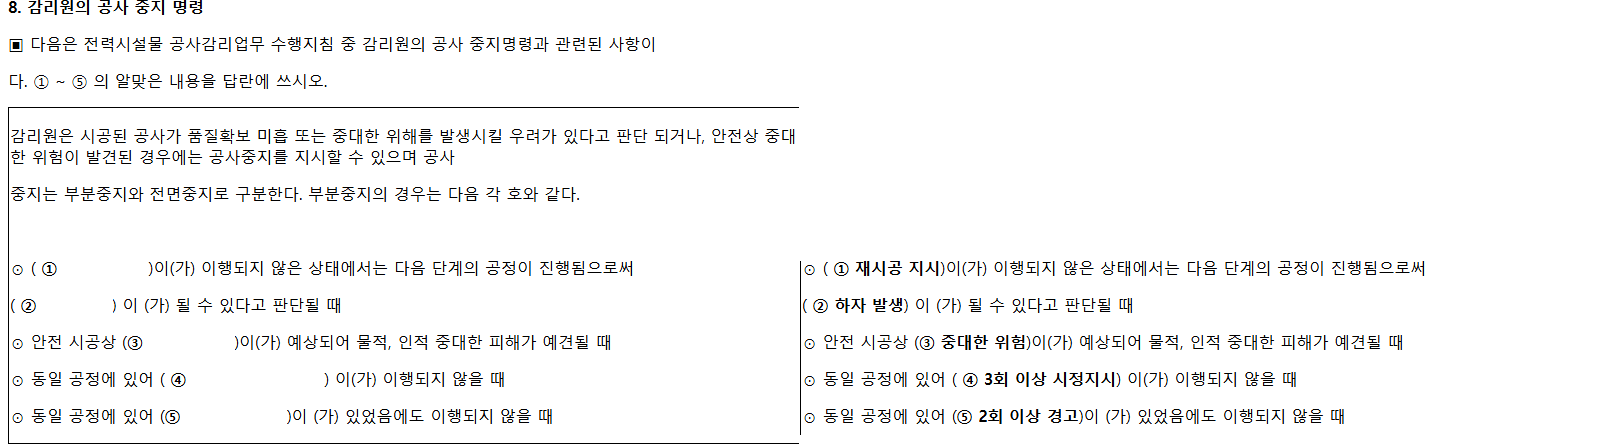 8. 감리원의 공사 중지 명령
▣ 다음은 전력시설물 공사감리업무 수행지침 중 감리원의 공사 중지명령과 관련된 사항이
다. ① ~ ⑤ 의 알맞은 내용을 답란에 쓰시오.
감리원은 시공된 공사가 품질확보 미흡 또는 중대한 위해를 발생시킬 우려가 있다고 판단 되거나, 안전상 중대
한 위험이 발견된 경우에는 공사중지를 지시할 수 있으며 공사
중지는 부분중지와 전면중지로 구분한다. 부분중지의 경우는 다음 각 호와 같다.
⊙ ( ① )이(가) 이행되지 않은 상태에서는 다음 단계의 공정이 진행됨으로써
( ② ) 이 (가) 될 수 있다고 판단될 때
⊙ 안전 시공상 (③ )이(가) 예상되어 물적, 인적 중대한 피해가 예견될 때
⊙ 동일 공정에 있어 ( ④ ) 이(가) 이행되지 않을 때
⊙ 동일 공정에 있어 (⑤ )이 (가) 있었음에도 이행되지 않을 때
⊙ ( ① 재시공 지시)이(가) 이행되지 않은 상태에서는 다음 단계의 공정이 진행됨으로써
( ② 하자 발생) 이 (가) 될 수 있다고 판단될 때
⊙ 안전 시공상 (③ 중대한 위험)이(가) 예상되어 물적, 인적 중대한 피해가 예견될 때
⊙ 동일 공정에 있어 ( ④ 3회 이상 시정지시) 이(가) 이행되지 않을 때
⊙ 동일 공정에 있어 (⑤ 2회 이상 경고)이 (가) 있었음에도 이행되지 않을 때